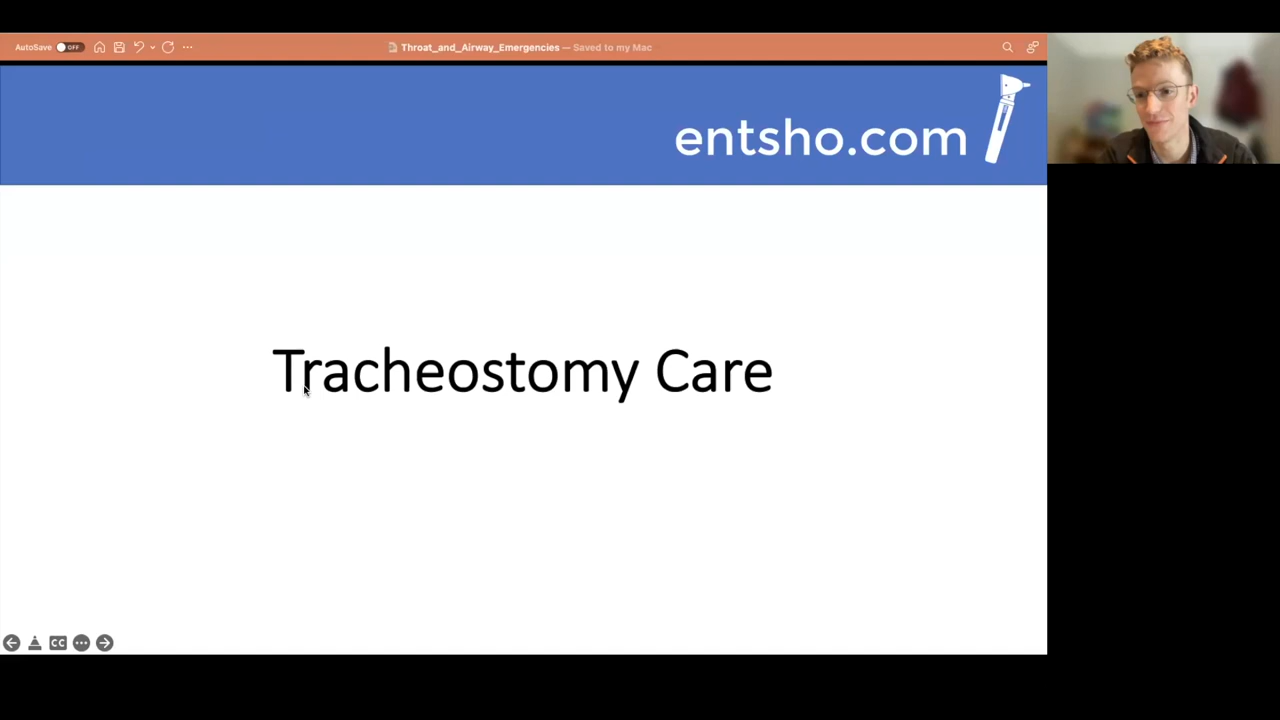 AutoSave OFF
Throat_and_Airway_Emergencies — Saved to my Mac
entsho.com
Tracheostomy Care
CC